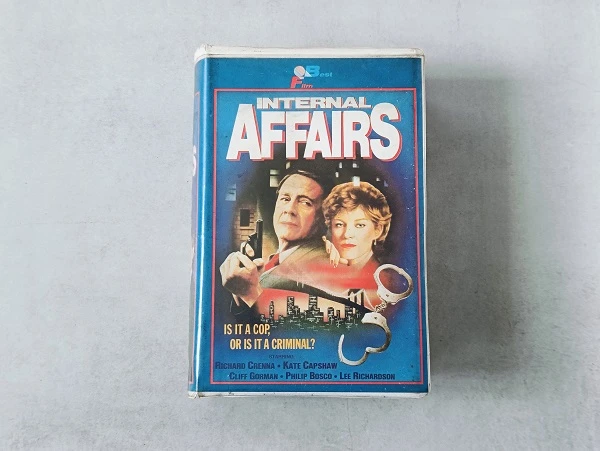 Best
Film
INTERNAL
AFFAIRS
IS IT A COP,
OR IS IT A CRIMINAL?
STARRING
RICHARD CRENNA • KATE CAPSHAW
CLIFF GORMAN • PHILIP BOSCO • LEE RICHARDSON